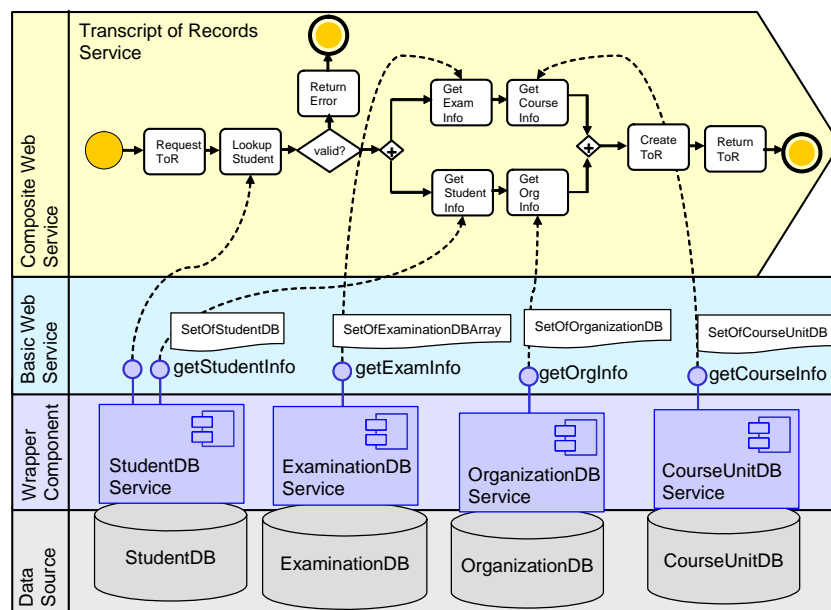 Transcript of Records
Service
Composite Web
Service
Return
Error
Request
ToR
Lookup
Student
valid?
Get
Exam
Info
Get
Course
Info
Get
Student
Info
Get
Org
Info
Create
ToR
Return
ToR
Basic Web
Service
SetOfStudentDB
SetOfExaminationDBArray
SetOfOrganizationDB
SetOfCourseUnitDB
getStudentInfo
getExamInfo
getOrgInfo
getCourseInfo
Wrapper
Component
StudentDB
Service
ExaminationDB
Service
OrganizationDB
Service
CourseUnitDB
Service
Data
Source
StudentDB
ExaminationDB
OrganizationDB
CourseUnitDB